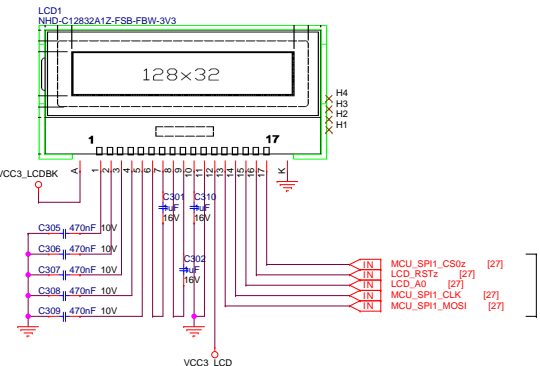 LCD1
NHD-C12832A1Z-FSB-FBW-3V3
128x32
H4
H3
H2
H1
1 17
A 1 2 3 4 5 6 7 8 9 10 11 12 13 14 15 16 17 K
VCC3_LCDBK
C301 C310
uF uF
16V 16V
C305 470nF 10V
C306 470nF 10V
C307 470nF 10V
C308 470nF 10V
C309 470nF 10V
C302
uF
16V
IN MCU_SPI1_CS0z [27]
IN LCD_RSTz [27]
IN LCD_A0 [27]
IN MCU_SPI1_CLK [27]
IN MCU_SPI1_MOSI [27]
VCC3_LCD